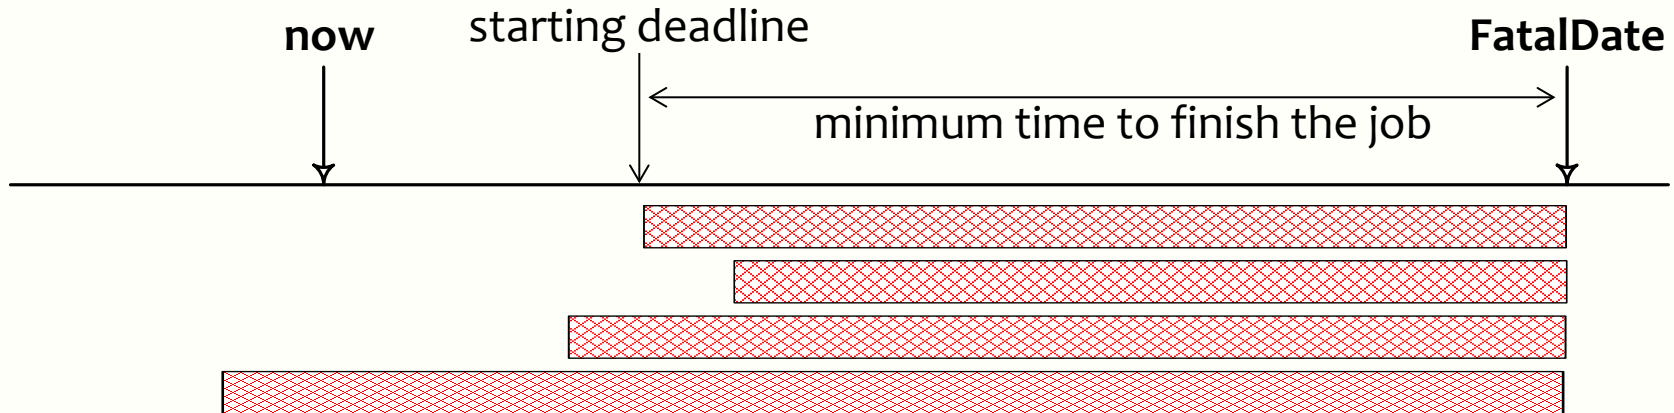 now
starting deadline
FatalDate
minimum time to finish the job